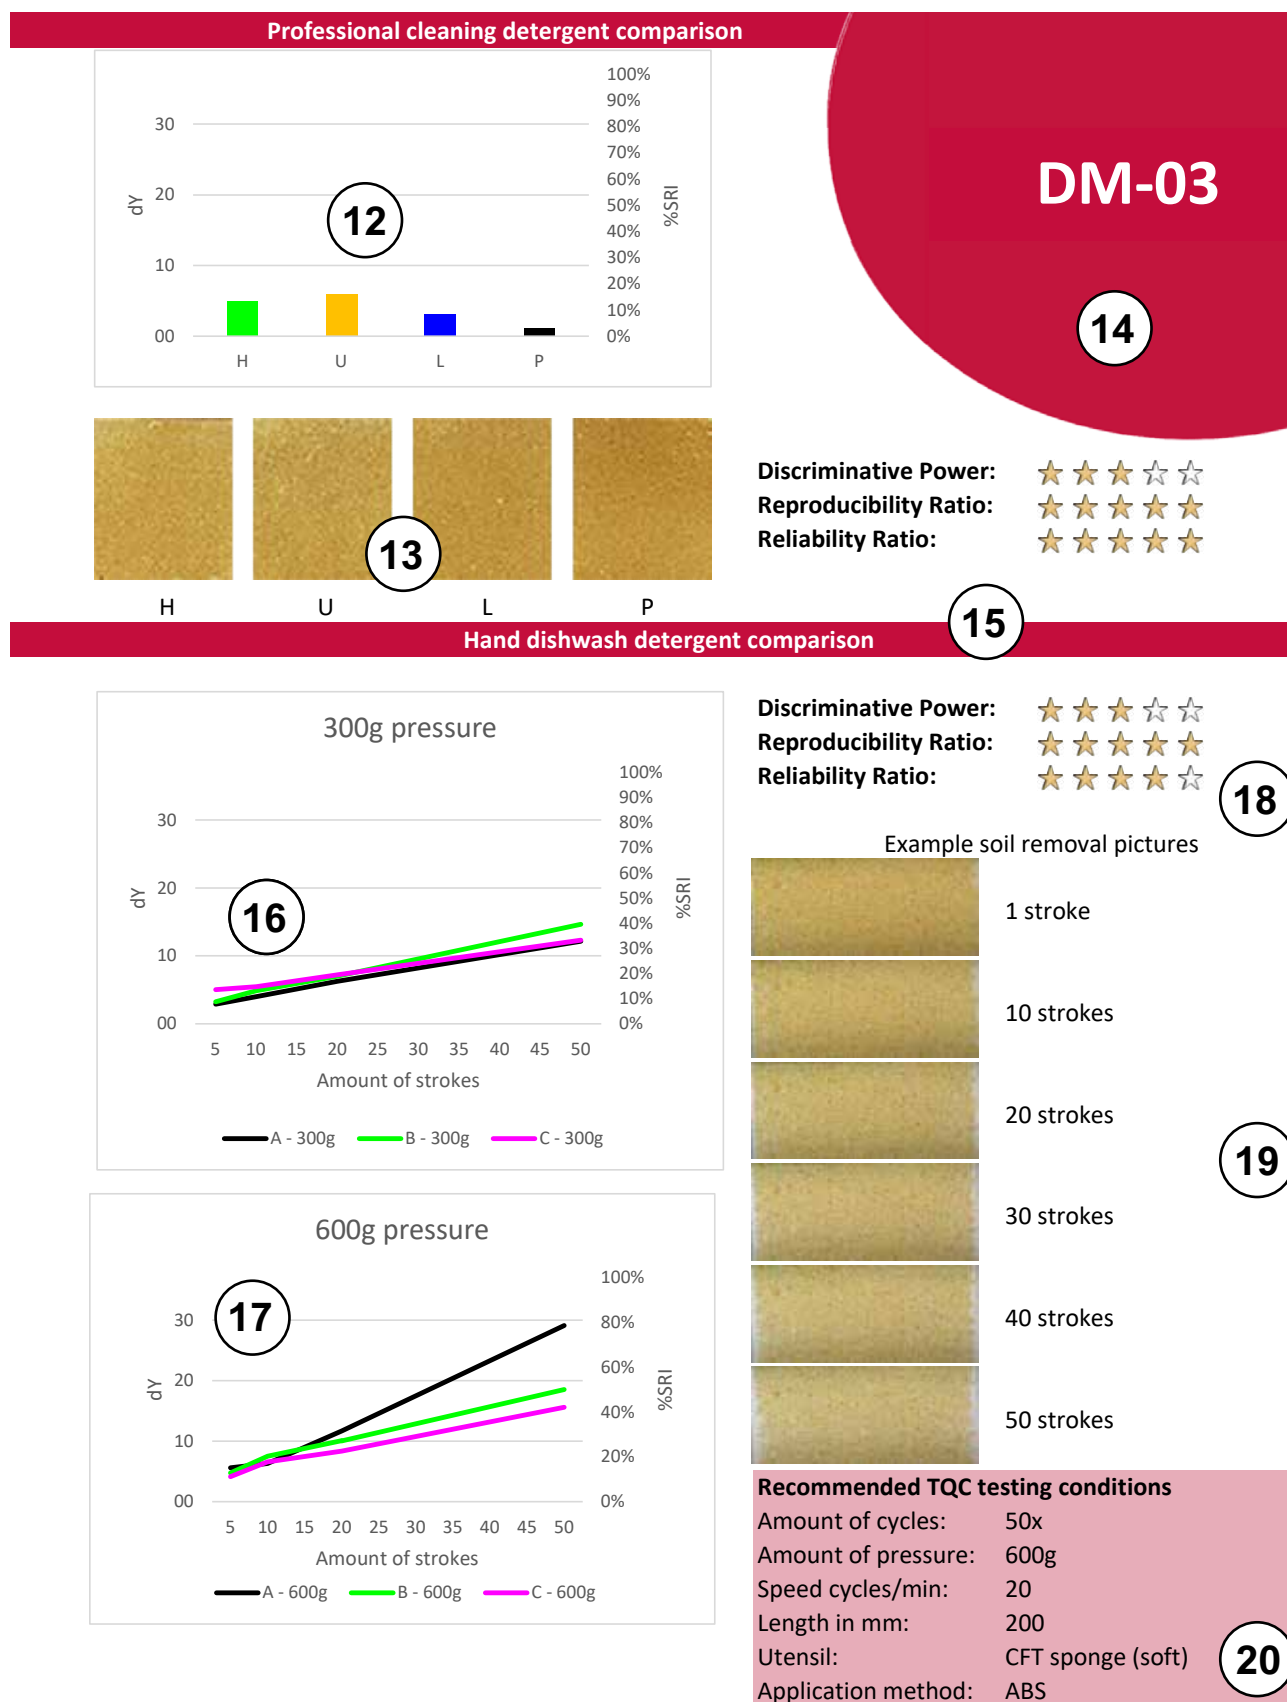 Professional cleaning detergent comparison
100%
90%
30
80%
70%
60%
20
50%
40%
30%
10
20%
10%
00
0%
dY
%SRI
12
H U L P
DM-03
14
13
H U L P
Discriminative Power:
Reproducibility Ratio:
Reliability Ratio:
15
Hand dishwash detergent comparison
300g pressure
100%
90%
30
80%
70%
60%
20
50%
40%
30%
10
20%
10%
00
0%
dY
%SRI
16
5 10 15 20 25 30 35 40 45 50
Amount of strokes
A - 300g B - 300g C - 300g
600g pressure
100%
30
80%
60%
20
40%
10
20%
00
0%
dY
%SRI
17
5 10 15 20 25 30 35 40 45 50
Amount of strokes
A - 600g B - 600g C - 600g
Discriminative Power:
Reproducibility Ratio:
Reliability Ratio:
18
Example soil removal pictures
1 stroke
10 strokes
20 strokes
19
30 strokes
40 strokes
50 strokes
Recommended TQC testing conditions
Amount of cycles: 50x
Amount of pressure: 600g
Speed cycles/min: 20
Length in mm: 200
Utensil: CFT sponge (soft)
20
Application method: ABS